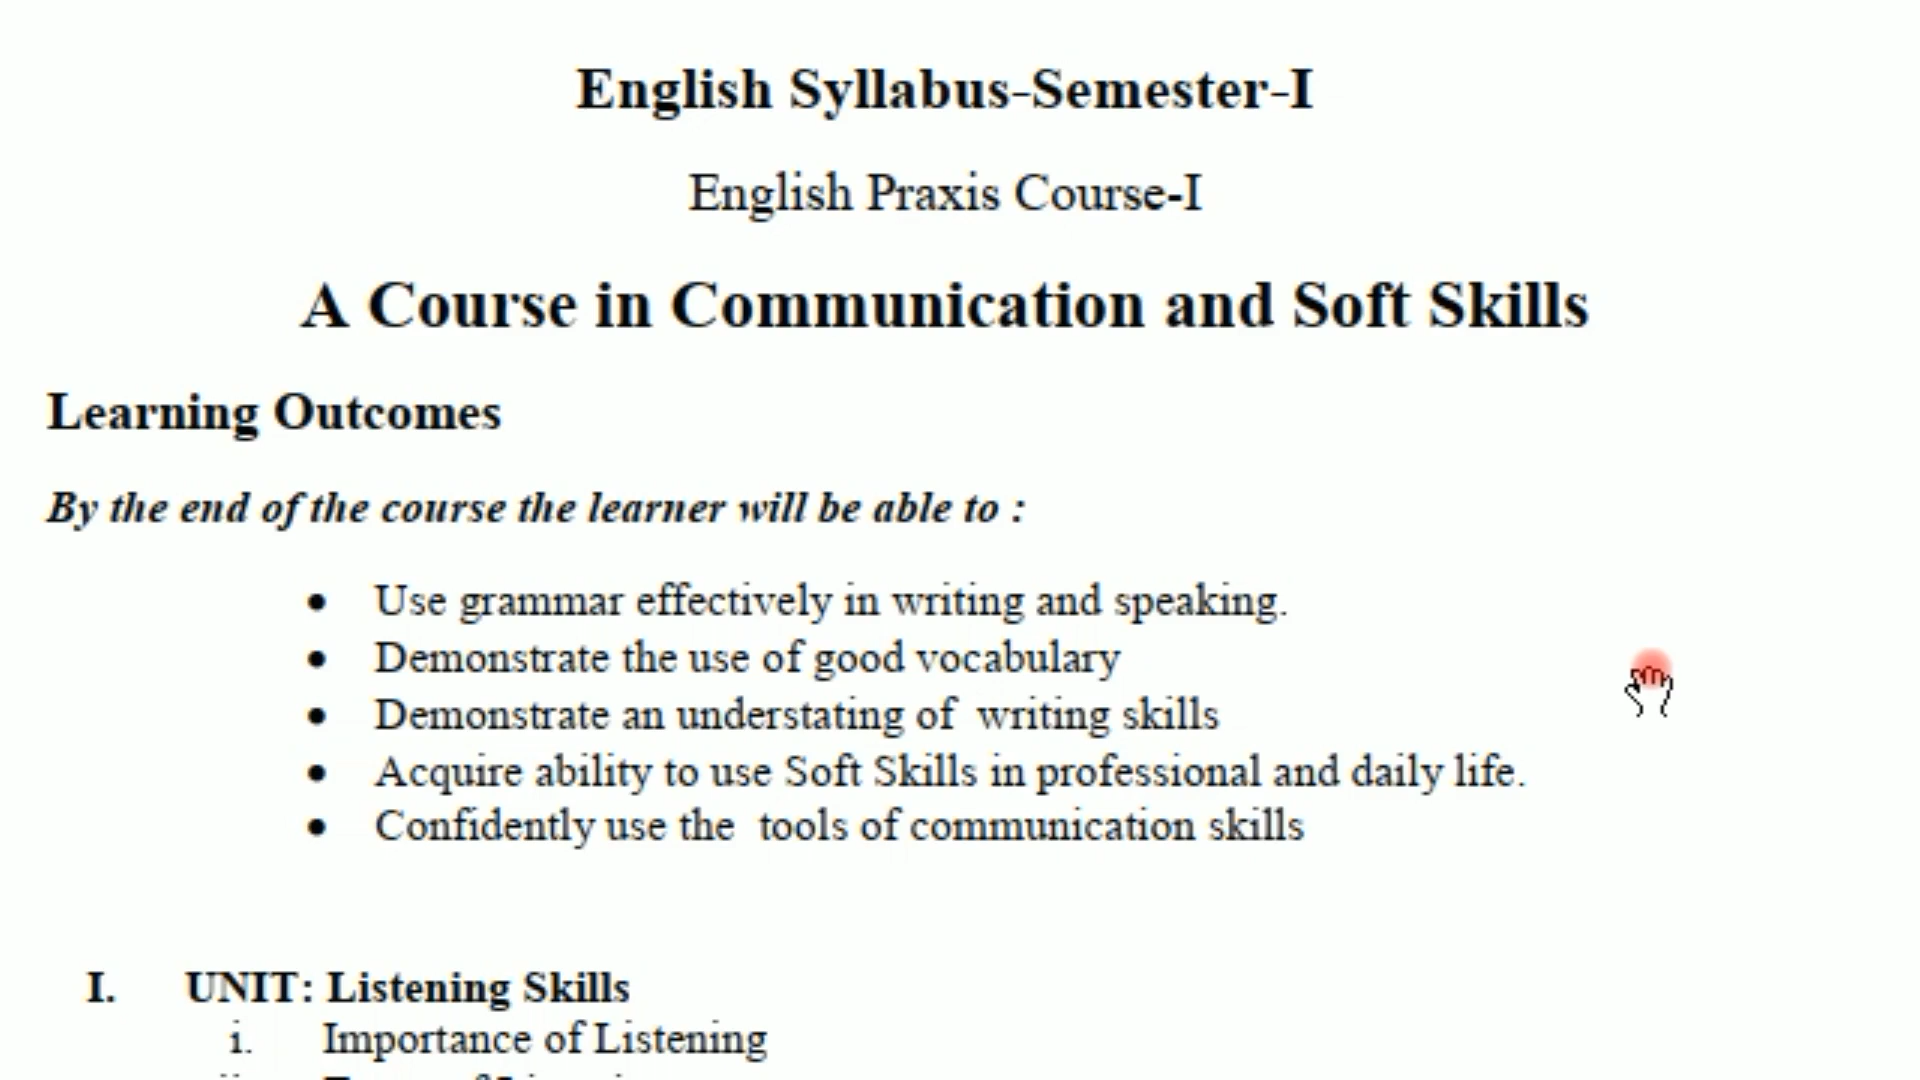 English Syllabus-Semester-I
English Praxis Course-I
A Course in Communication and Soft Skills
Learning Outcomes
By the end of the course the learner will be able to :
• Use grammar effectively in writing and speaking.
• Demonstrate the use of good vocabulary
• Demonstrate an understating of writing skills
• Acquire ability to use Soft Skills in professional and daily life.
• Confidently use the tools of communication skills
I. UNIT: Listening Skills
i. Importance of Listening